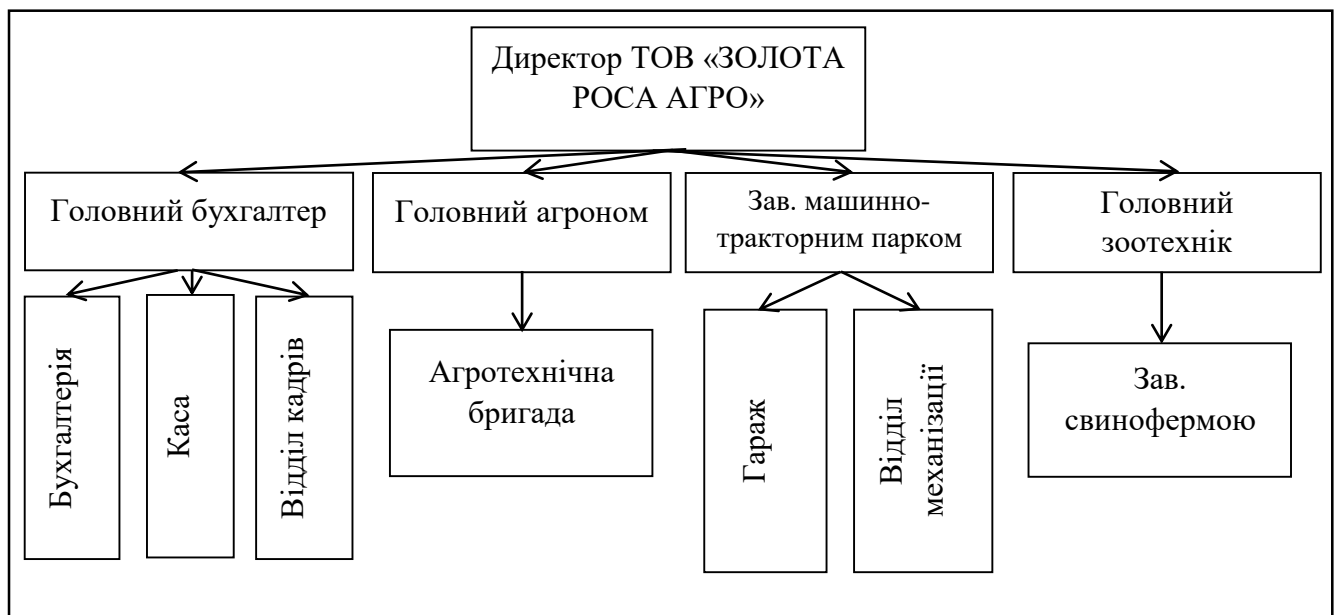 Директор ТОВ «ЗОЛОТА
РОСА АГРО»
Головний бухгалтер
Головний агроном
Зав. машинно-
тракторним парком
Головний
зоотехнік
Бухгалтерія
Каса
Відділ кадрів
Агротехнічна
бригада
Гараж
Відділ
механізації
Зав.
свинофермою